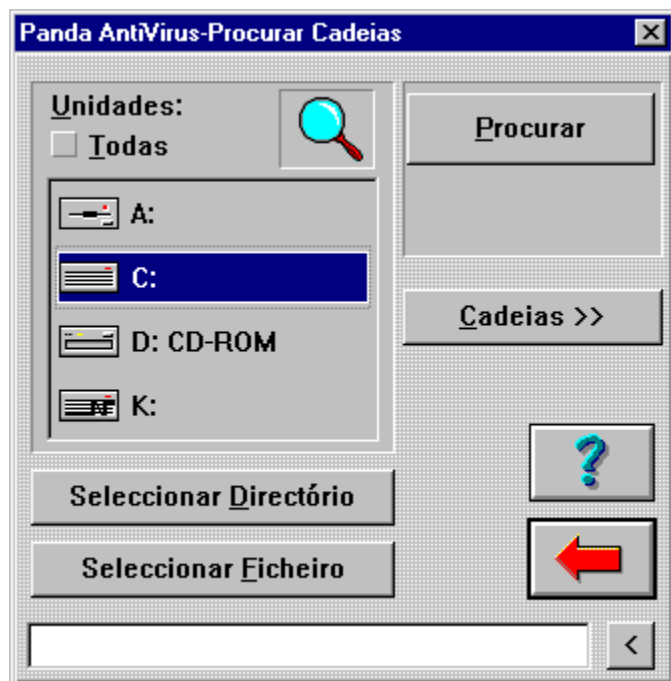 Panda AntiVirus-Procurar Cadeias
Unidades:
Todas
Procurar
A:
C:
D: CD-ROM
K:
Cadeias >>
Seleccionar Directório
Seleccionar Ficheiro
<